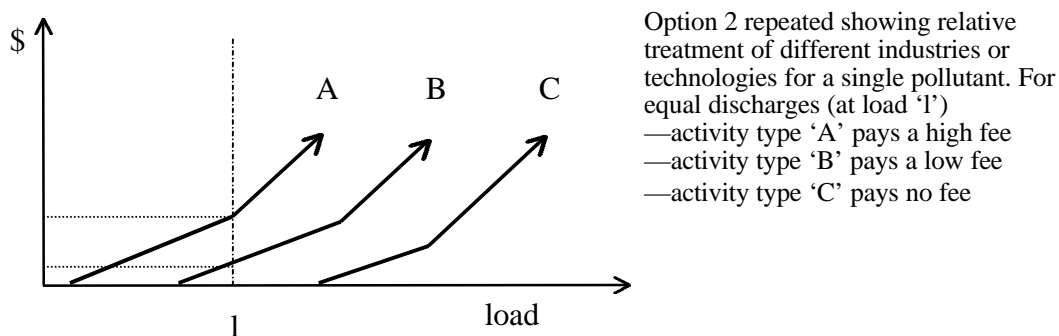 $
A
B
C
l
load
Option 2 repeated showing relative
treatment of different industries or
technologies for a single pollutant. For
equal discharges (at load ‘l’)
—activity type ‘A’ pays a high fee
—activity type ‘B’ pays a low fee
—activity type ‘C’ pays no fee